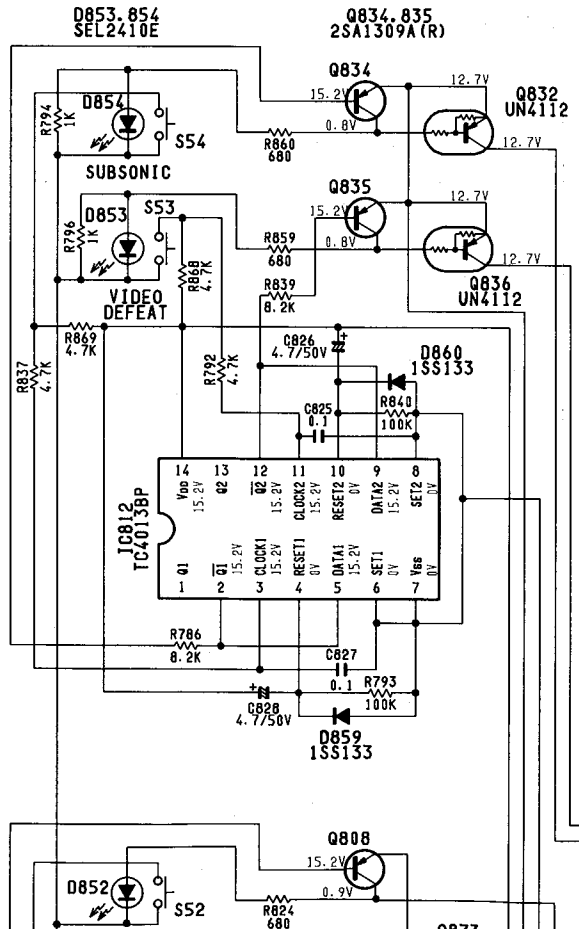 D853.854
SEL2410E
Q834.835
2SA1309A(R)
Q834
15.2V
12.7V
Q832
UN4112
D854
R794
1K
S54
0.8V
R860
680
12.7V
SUBSONIC
Q835
15.2V
12.7V
D853
S53
R796
1K
R859
680
0.8V
12.7V
R868
4.7K
R839
8.2K
Q836
UN4112
VIDEO
DEFEAT
R869
4.7K
C826
4.7/50V
+
D860
1SS133
R837
4.7K
R792
4.7K
C825
0.1
R840
100K
14
13
12
11
10
9
8
VDD
15.2V
Q2
Q2
15.2V
CLOCK2
15.2V
RESET2
0V
DATA2
15.2V
SET2
0V
IC812
TC4013BP
Q1
Q1
15.2V
CLOCK1
15.2V
RESET1
0V
DATA1
15.2V
SET1
0V
VSS
0V
1
2
3
4
5
6
7
R786
8.2K
C827
0.1
+
C828
4.7/50V
R793
100K
D859
1SS133
Q808
15.2V
D852
S52
0.9V
R824
680